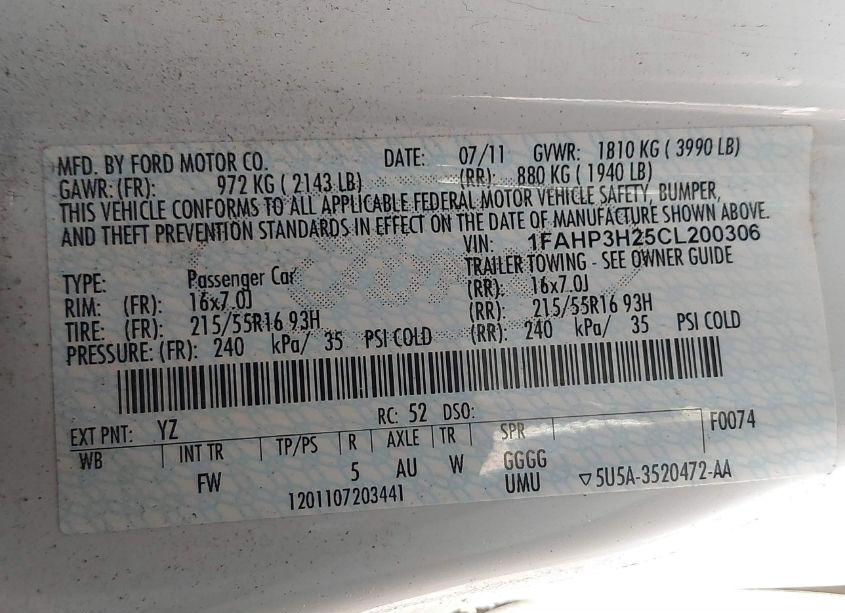 MFD. BY FORD MOTOR CO. DATE: 07/11 GVWR: 1810 KG ( 3990 LB)
GAWR: (FR): 972 KG ( 2143 LB) (RR): 880 KG ( 1940 LB)
THIS VEHICLE CONFORMS TO ALL APPLICABLE FEDERAL MOTOR VEHICLE SAFETY, BUMPER,
AND THEFT PREVENTION STANDARDS IN EFFECT ON THE DATE OF MANUFACTURE SHOWN ABOVE.
VIN: 1FAHP3H25CL200306
TYPE: Passenger Car TRAILER TOWING - SEE OWNER GUIDE
RIM: (FR): 16x7.0J (RR): 16x7.0J
TIRE: (FR): 215/55R16 93H (RR): 215/55R16 93H
PRESSURE: (FR): 240 kPa/ 35 PSI COLD (RR): 240 kPa/ 35 PSI COLD
EXT PNT: YZ RC: 52 DSO: F0074
WB INT TR TP/PS R AXLE TR SPR
FW 5 AU W GGGG
UMU
1201107203441 ▽5U5A-3520472-AA